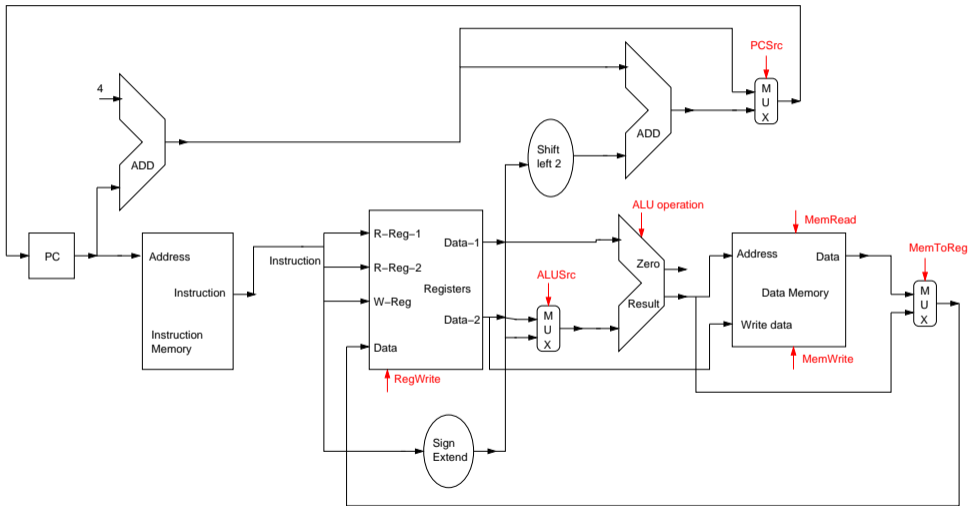 PCSrc
4
M
U
X
ADD
ADD
Shift
left 2
PC
Address
Instruction
Instruction
Memory
Instruction
R-Reg-1
R-Reg-2
W-Reg
Data
Data-1
Registers
Data-2
RegWrite
Sign
Extend
ALUSrc
M
U
X
ALU operation
Zero
Result
MemRead
Address
Data
Data Memory
Write data
MemWrite
MemToReg
M
U
X